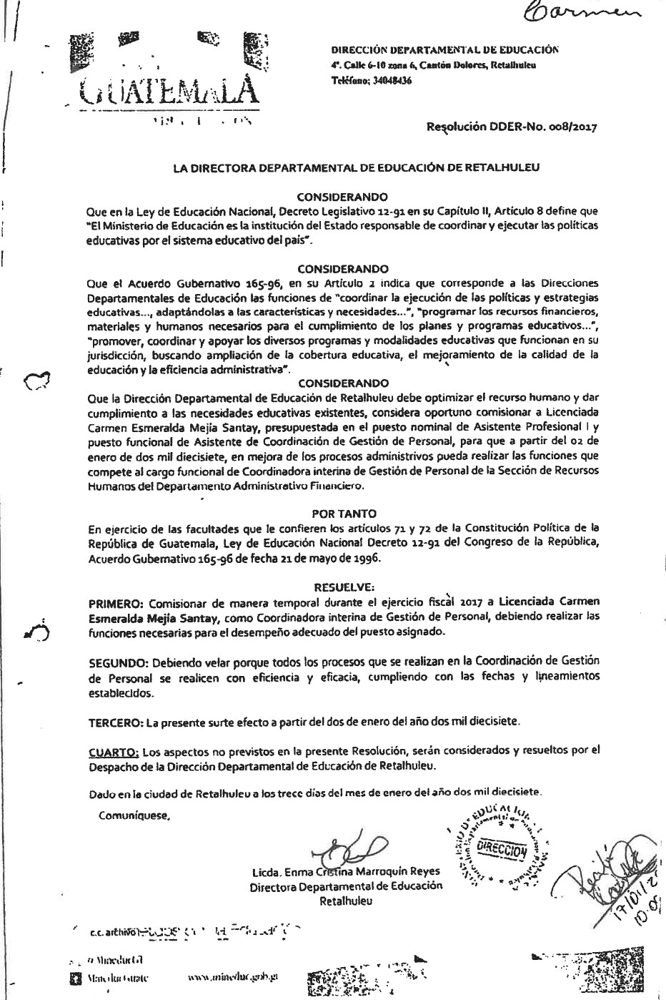 Carmen
DIRECCIÓN DEPARTAMENTAL DE EDUCACIÓN
4ª. Calle 6-10 zona 6, Cantón Dolores, Retalhuleu
Teléfono; 34048436
GUATEMALA
Resolución DDER-No. 008/2017
LA DIRECTORA DEPARTAMENTAL DE EDUCACIÓN DE RETALHULEU
CONSIDERANDO
Que en la Ley de Educación Nacional, Decreto Legislativo 12-91 en su Capítulo II, Artículo 8 define que
"El Ministerio de Educación es la institución del Estado responsable de coordinar y ejecutar las políticas
educativas por el sistema educativo del país".
CONSIDERANDO
Que el Acuerdo Gubernativo 165-96, en su Artículo 2 indica que corresponde a las Direcciones
Departamentales de Educación las funciones de "coordinar la ejecución de las políticas y estrategias
educativas..., adaptándolas a las características y necesidades...", "programar los recursos financieros,
materiales y humanos necesarios para el cumplimiento de los planes y programas educativos...",
"promover, coordinar y apoyar los diversos programas y modalidades educativas que funcionan en su
jurisdicción, buscando ampliación de la cobertura educativa, el mejoramiento de la calidad de la
educación y la eficiencia administrativa".
CONSIDERANDO
Que la Dirección Departamental de Educación de Retalhuleu debe optimizar el recurso humano y dar
cumplimiento a las necesidades educativas existentes, considera oportuno comisionar a Licenciada
Carmen Esmeralda Mejía Santay, presupuestada en el puesto nominal de Asistente Profesional I y
puesto funcional de Asistente de Coordinación de Gestión de Personal, para que a partir del 02 de
enero de dos mil diecisiete, en mejora de los procesos administrivos pueda realizar las funciones que
compete al cargo funcional de Coordinadora interina de Gestión de Personal de la Sección de Recursos
Humanos del Departamento Administrativo Financiero.
POR TANTO
En ejercicio de las facultades que le confieren los artículos 71 y 72 de la Constitución Política de la
República de Guatemala, Ley de Educación Nacional Decreto 12-91 del Congreso de la República,
Acuerdo Gubernativo 165-96 de fecha 21 de mayo de 1996.
RESUELVE:
PRIMERO: Comisionar de manera temporal durante el ejercicio fiscal 2017 a Licenciada Carmen
Esmeralda Mejía Santay, como Coordinadora interina de Gestión de Personal, debiendo realizar las
funciones necesarias para el desempeño adecuado del puesto asignado.
SEGUNDO: Debiendo velar porque todos los procesos que se realizan en la Coordinación de Gestión
de Personal se realicen con eficiencia y eficacia, cumpliendo con las fechas y lineamientos
establecidos.
TERCERO: La presente surte efecto a partir del dos de enero del año dos mil diecisiete.
CUARTO: Los aspectos no previstos en la presente Resolución, serán considerados y resueltos por el
Despacho de la Dirección Departamental de Educación de Retalhuleu.
Dado en la ciudad de Retalhuleu a los trece días del mes de enero del año dos mil diecisiete.
Comuníquese,
DIRECCION
Licda. Enma Cristina Marroquín Reyes
Directora Departamental de Educación
Retalhuleu
17/01/2
c.c. archivo
MineducGt
Mineduc Guate
www.mineduc.gob.gt